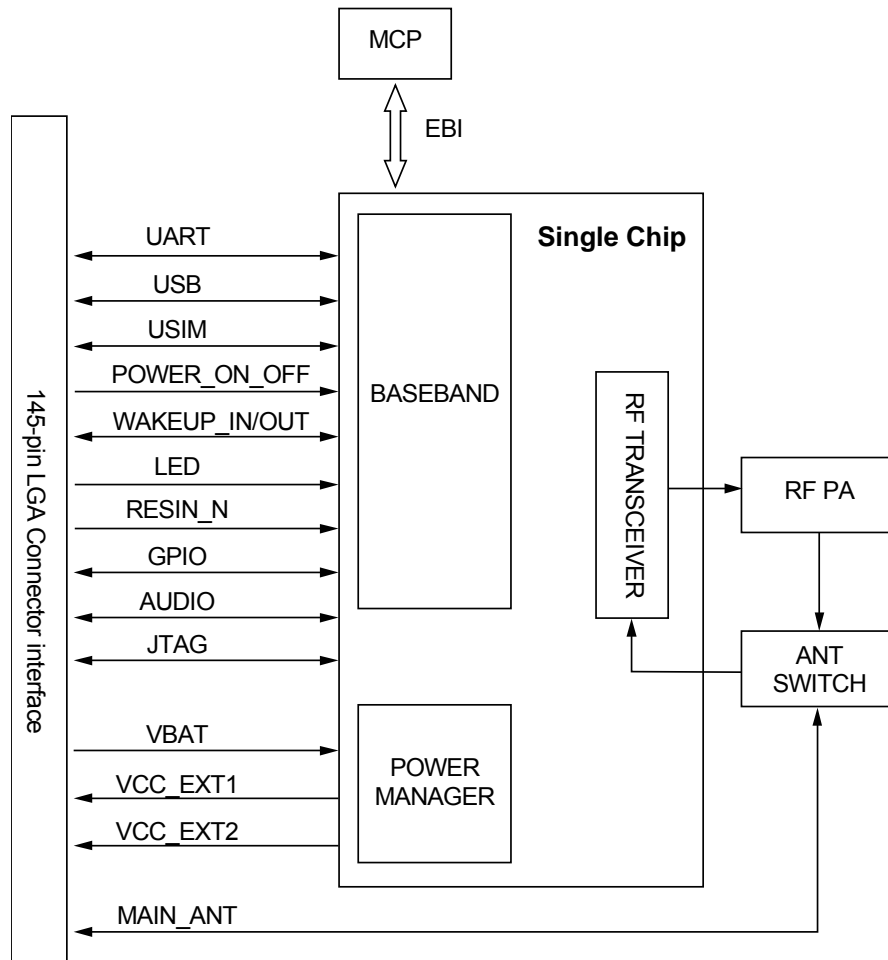 MCP
EBI
Single Chip
UART
USB
USIM
POWER_ON_OFF
WAKEUP_IN/OUT
LED
RESIN_N
GPIO
AUDIO
JTAG
VBAT
VCC_EXT1
VCC_EXT2
MAIN_ANT
145-pin LGA Connector interface
BASEBAND
POWER
MANAGER
RF TRANSCEIVER
RF PA
ANT
SWITCH